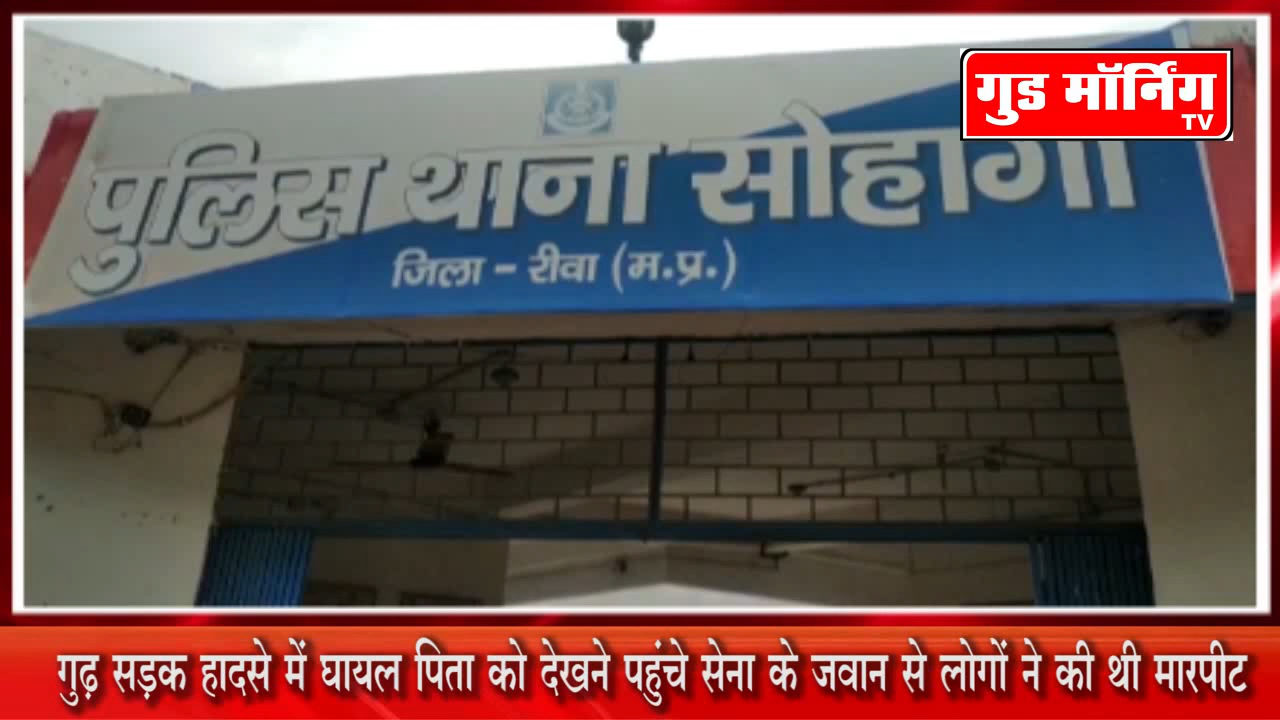 गुड मॉर्निंग
TV
पुलिस थाना सोहागी
जिला - रीवा (म.प्र.)
गुढ़ सड़क हादसे में घायल पिता को देखने पहुंचे सेना के जवान से लोगों ने की थी मारपीट